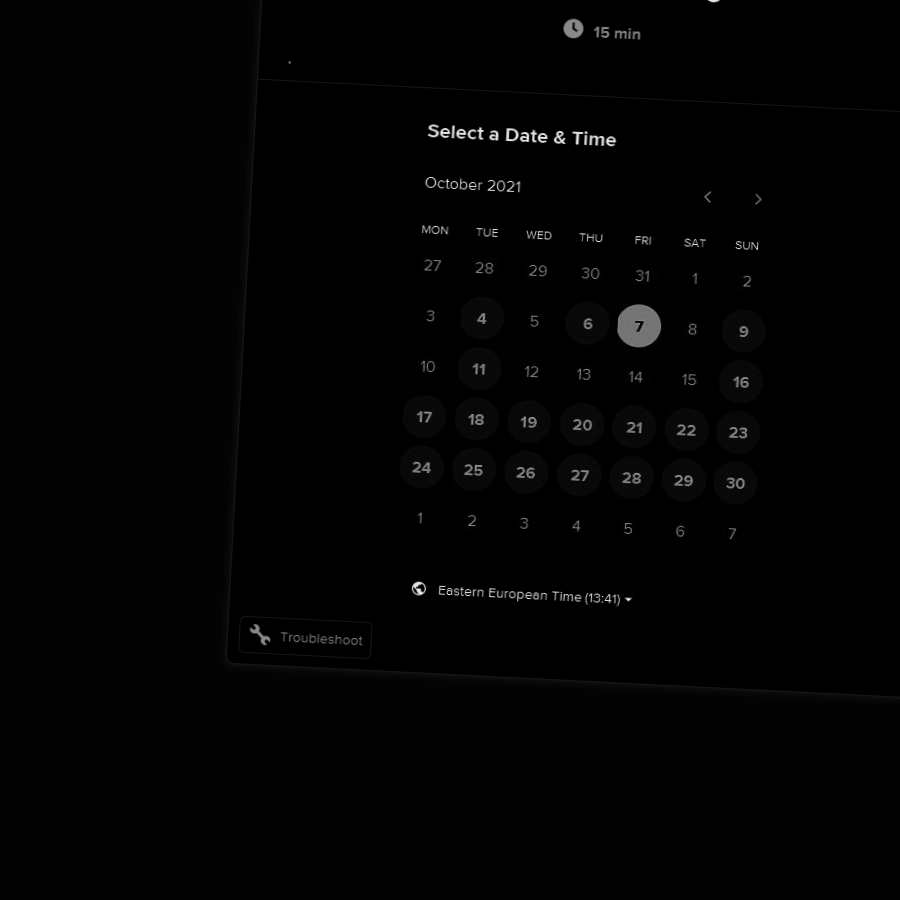 15 min
Select a Date & Time
October 2021
MON TUE WED THU FRI SAT SUN
27 28 29 30 31 1 2
3 4 5 6 7 8 9
10 11 12 13 14 15 16
17 18 19 20 21 22 23
24 25 26 27 28 29 30
1 2 3 4 5 6 7
Eastern European Time (13:41)
Troubleshoot